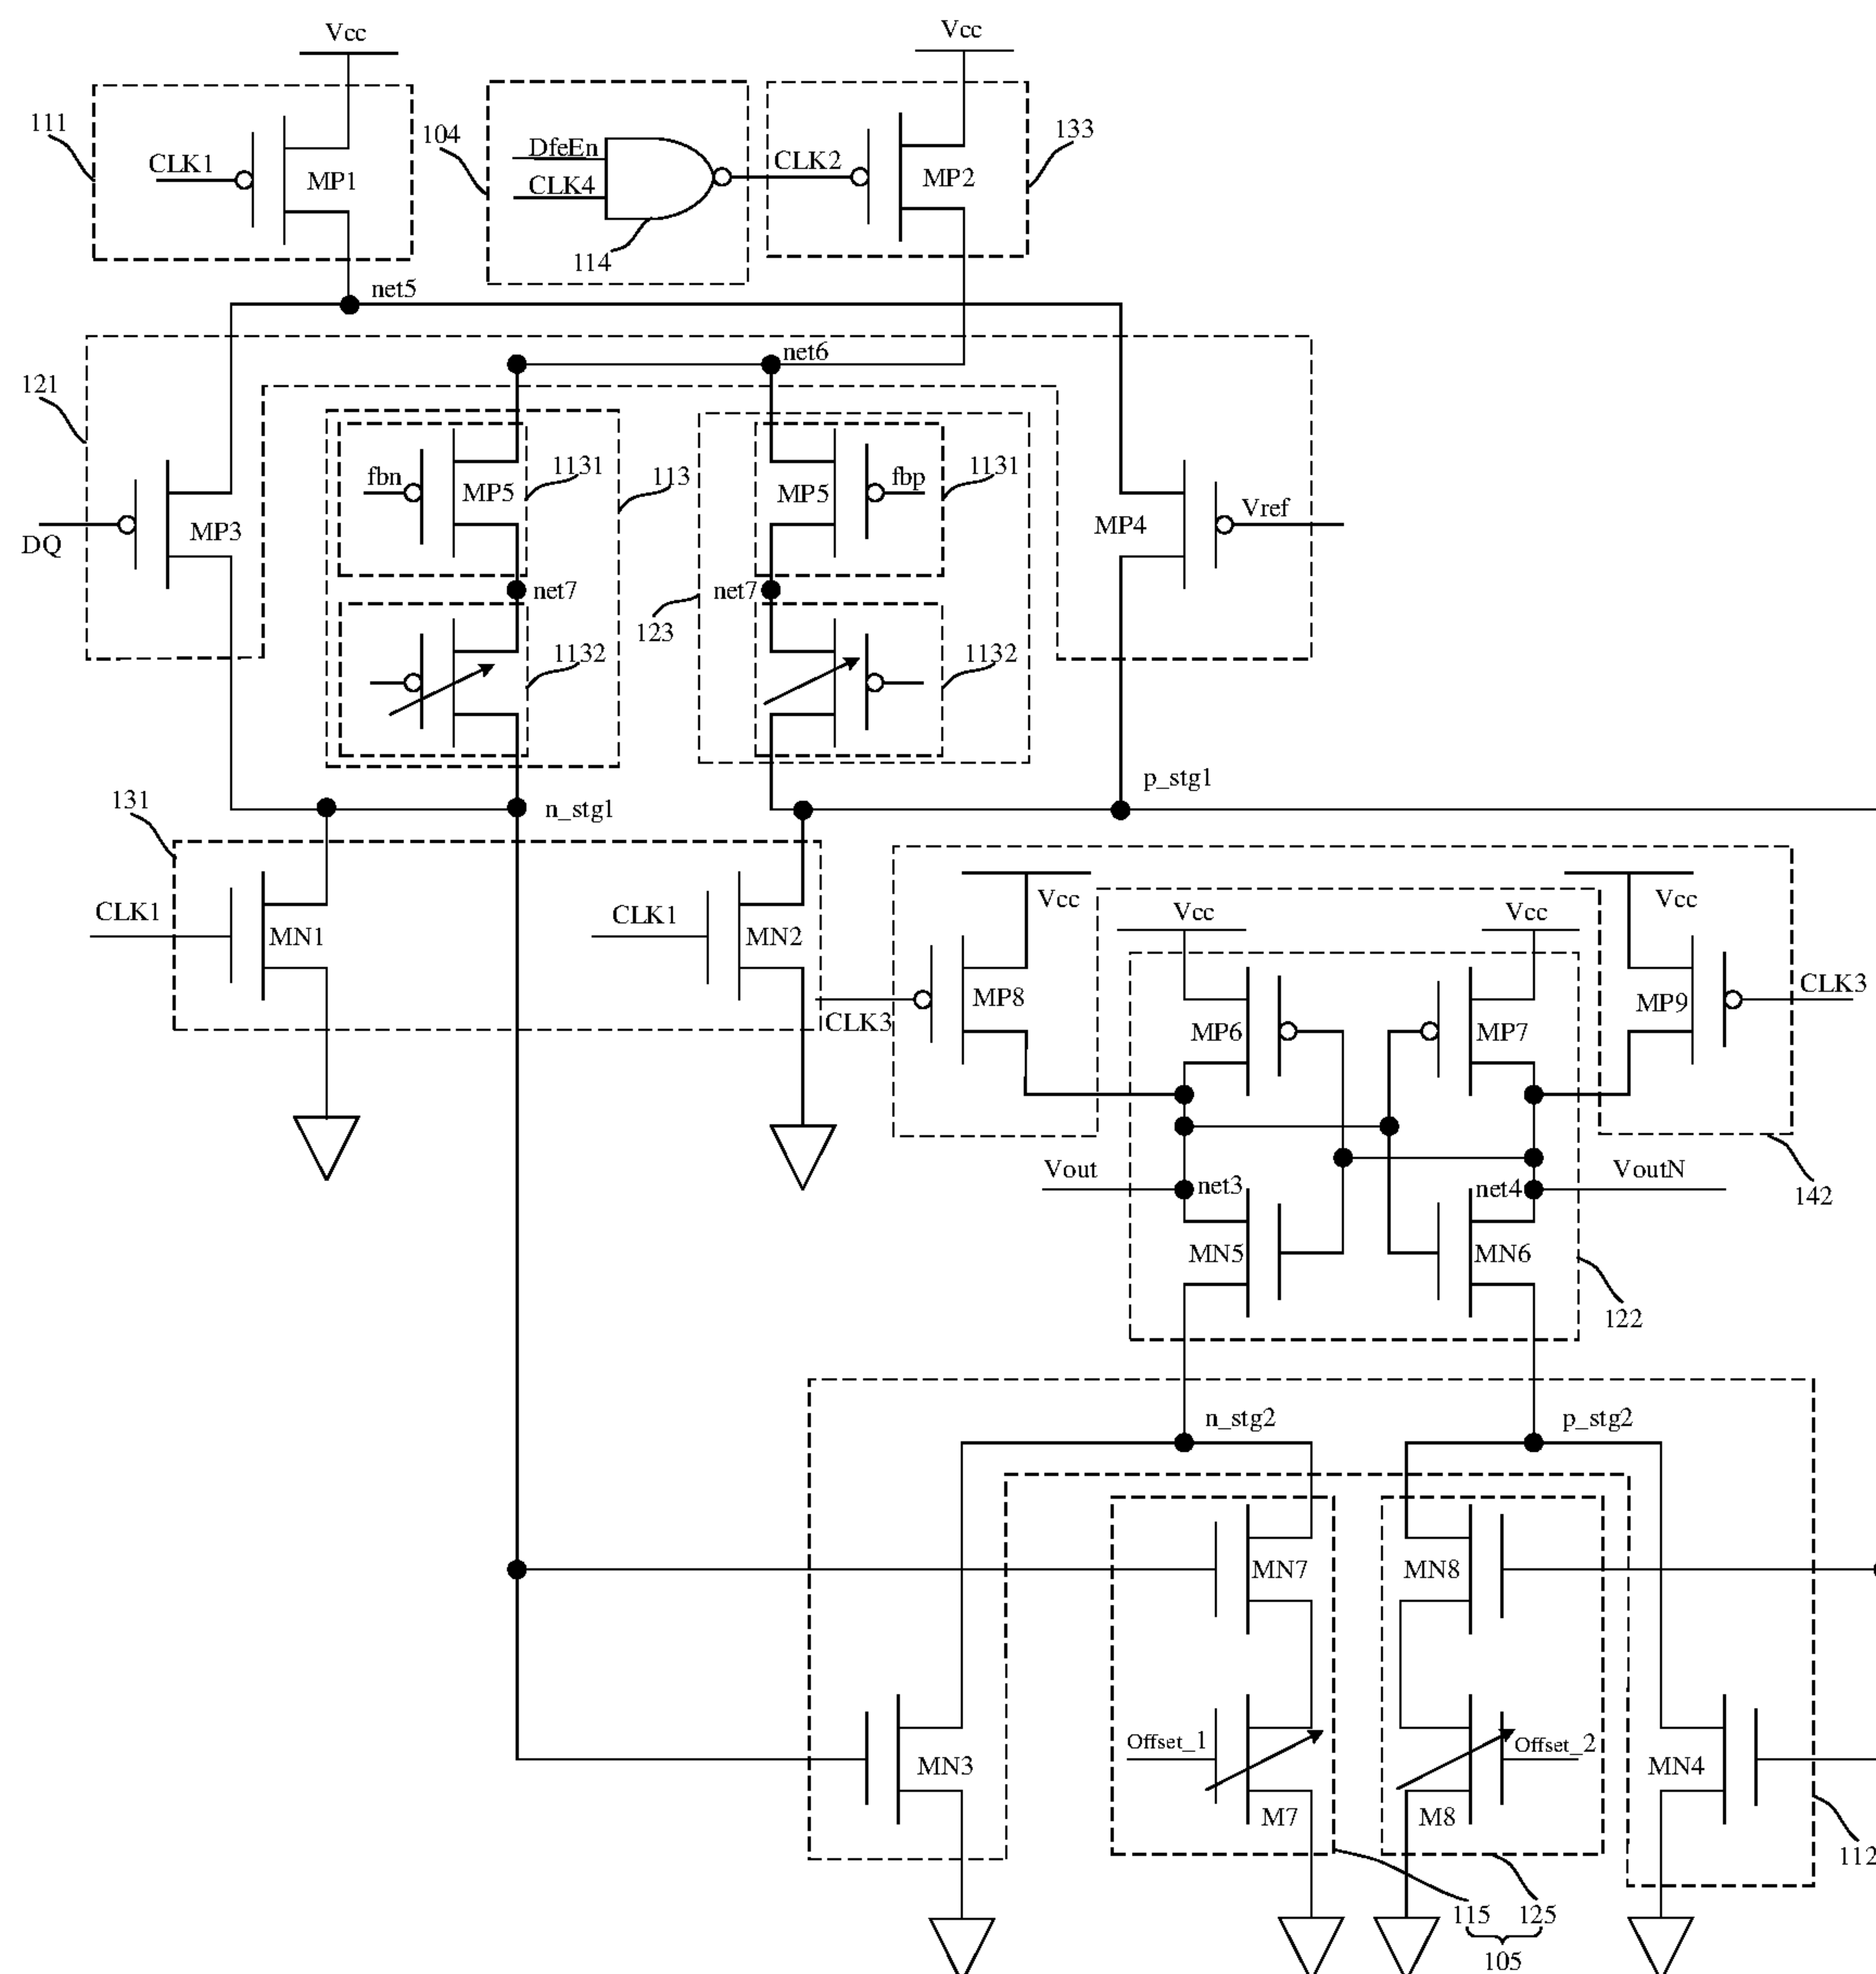 Vcc
Vcc
111
CLK1
MP1
104
DfeEn
CLK4
114
CLK2
MP2
133
net5
net6
121
DQ
MP3
fbn
MP5
1131
113
MP5
fbp
1131
MP4
Vref
net7
net7
123
1132
1132
n_stg1
p_stg1
131
CLK1
MN1
CLK1
MN2
CLK3
MP8
Vcc
Vcc
Vcc
Vcc
MP6
MP7
MP9
CLK3
Vout
net3
net4
VoutN
142
MN5
MN6
122
n_stg2
p_stg2
MN7
MN8
MN3
Offset_1
M7
Offset_2
M8
MN4
112
115
125
105